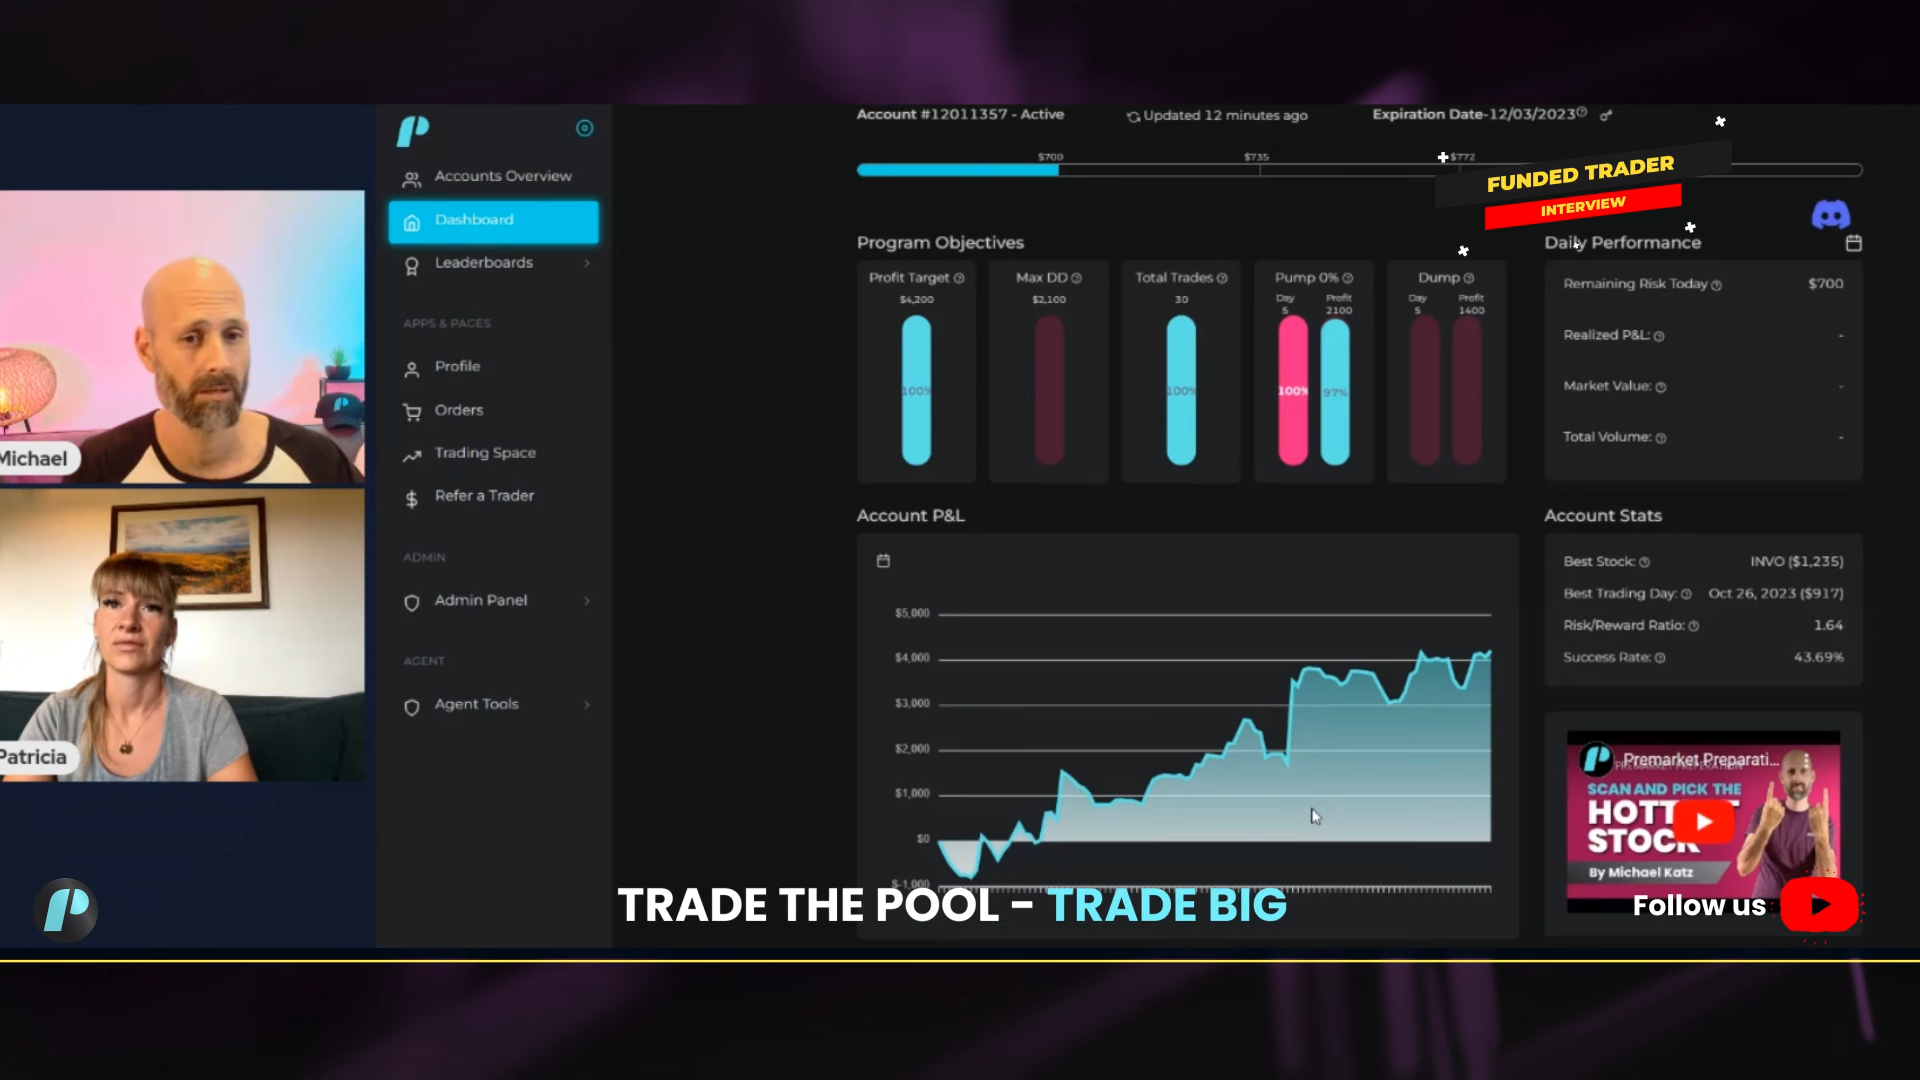 Account #12011357 - Active
Updated 12 minutes ago
Expiration Date-12/03/2023
$700
$735
$772
FUNDED TRADER
INTERVIEW
Accounts Overview
Dashboard
Leaderboards
APPS & PAGES
Profile
Orders
Trading Space
Refer a Trader
ADMIN
Admin Panel
AGENT
Agent Tools
Michael
Patricia
Program Objectives
Profit Target
$4,200
100%
Max DD
$2,100
Total Trades
30
100%
Pump 0%
Day
5
Profit
2100
100%
97%
Dump
Day
5
Profit
1400
Daily Performance
Remaining Risk Today
$700
Realized P&L:
-
Market Value:
-
Total Volume:
-
Account P&L
$5,000
$4,000
$3,000
$2,000
$1,000
$0
$-1,000
Account Stats
Best Stock:
INVO ($1,235)
Best Trading Day:
Oct 26, 2023 ($917)
Risk/Reward Ratio:
1.64
Success Rate:
43.69%
Premarket Preparati...
SCAN AND PICK THE
STOCK
By Michael Katz
TRADE THE POOL - TRADE BIG
Follow us